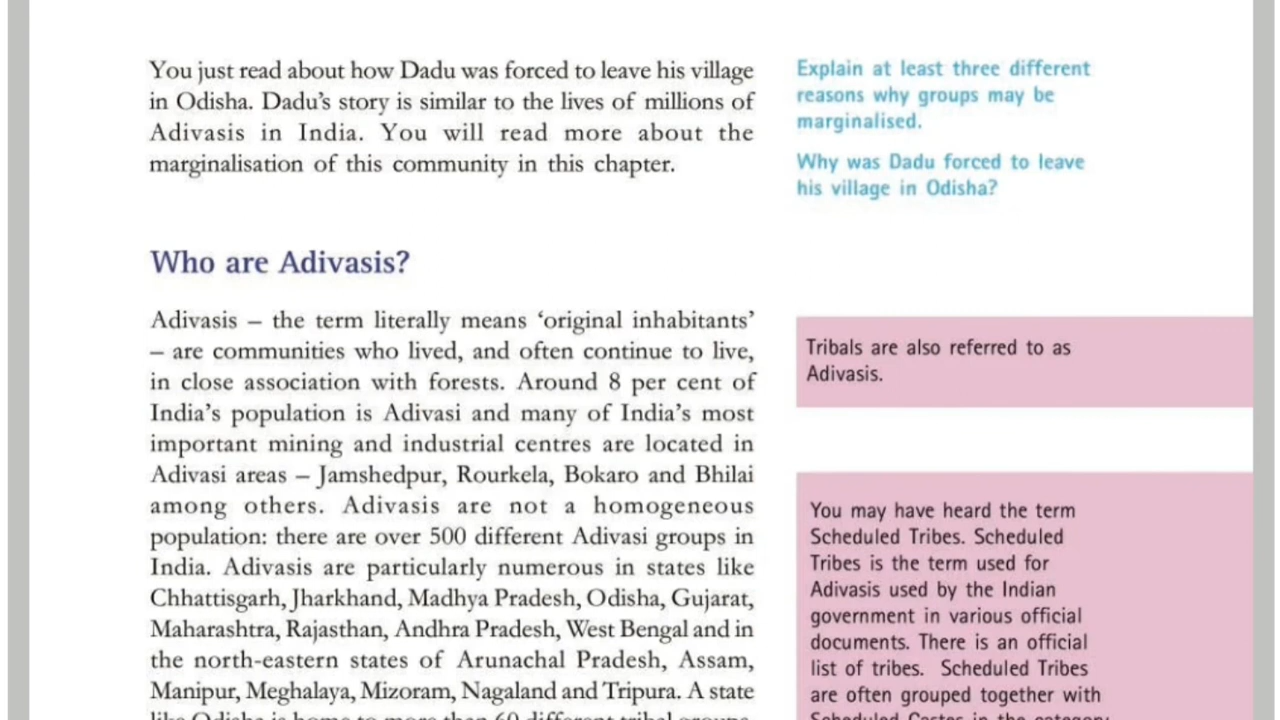 You just read about how Dadu was forced to leave his village
in Odisha. Dadu's story is similar to the lives of millions of
Adivasis in India. You will read more about the
marginalisation of this community in this chapter.
Explain at least three different
reasons why groups may be
marginalised.
Why was Dadu forced to leave
his village in Odisha?
Who are Adivasis?
Adivasis – the term literally means ‘original inhabitants’
– are communities who lived, and often continue to live,
in close association with forests. Around 8 per cent of
India's population is Adivasi and many of India's most
important mining and industrial centres are located in
Adivasi areas – Jamshedpur, Rourkela, Bokaro and Bhilai
among others. Adivasis are not a homogeneous
population: there are over 500 different Adivasi groups in
India. Adivasis are particularly numerous in states like
Chhattisgarh, Jharkhand, Madhya Pradesh, Odisha, Gujarat,
Maharashtra, Rajasthan, Andhra Pradesh, West Bengal and in
the north-eastern states of Arunachal Pradesh, Assam,
Manipur, Meghalaya, Mizoram, Nagaland and Tripura. A state
like Odisha is home to more than 60 different tribal groups.
Tribals are also referred to as
Adivasis.
You may have heard the term
Scheduled Tribes. Scheduled
Tribes is the term used for
Adivasis used by the Indian
government in various official
documents. There is an official
list of tribes. Scheduled Tribes
are often grouped together with
Scheduled Castes in the category